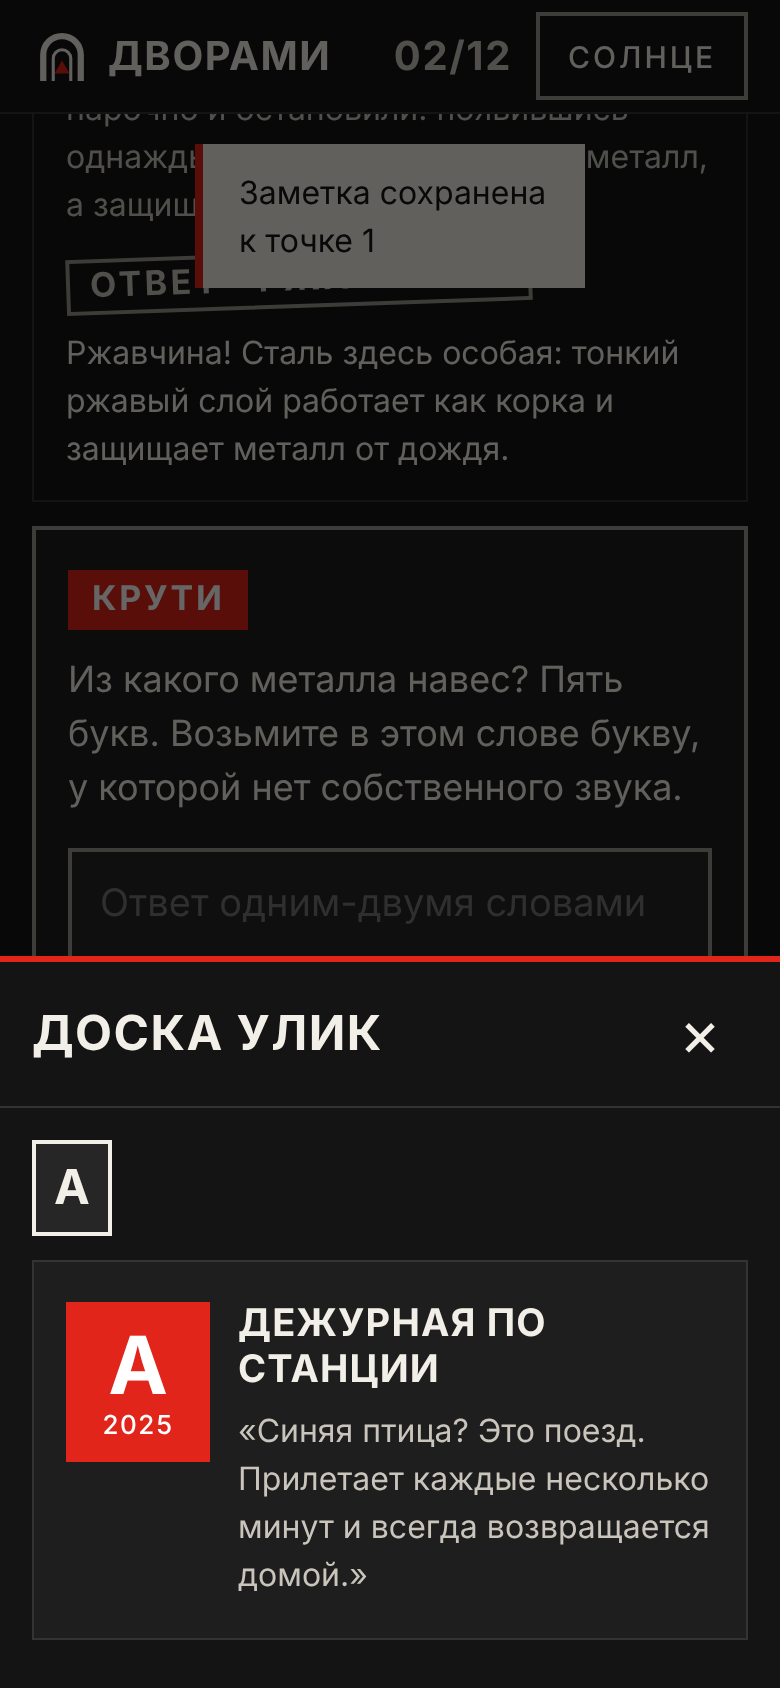 ДВОРАМИ
02/12
СОЛНЦЕ
нарочно и остановили: появившись
металл,
Заметка сохранена
к точке 1
Ржавчина! Сталь здесь особая: тонкий
ржавый слой работает как корка и
защищает металл от дождя.
КРУТИ
Из какого металла навес? Пять
букв. Возьмите в этом слове букву,
у которой нет собственного звука.
Ответ одним-двумя словами
ДОСКА УЛИК
×
А
А
2025
ДЕЖУРНАЯ ПО
СТАНЦИИ
«Синяя птица? Это поезд.
Прилетает каждые несколько
минут и всегда возвращается
домой.»